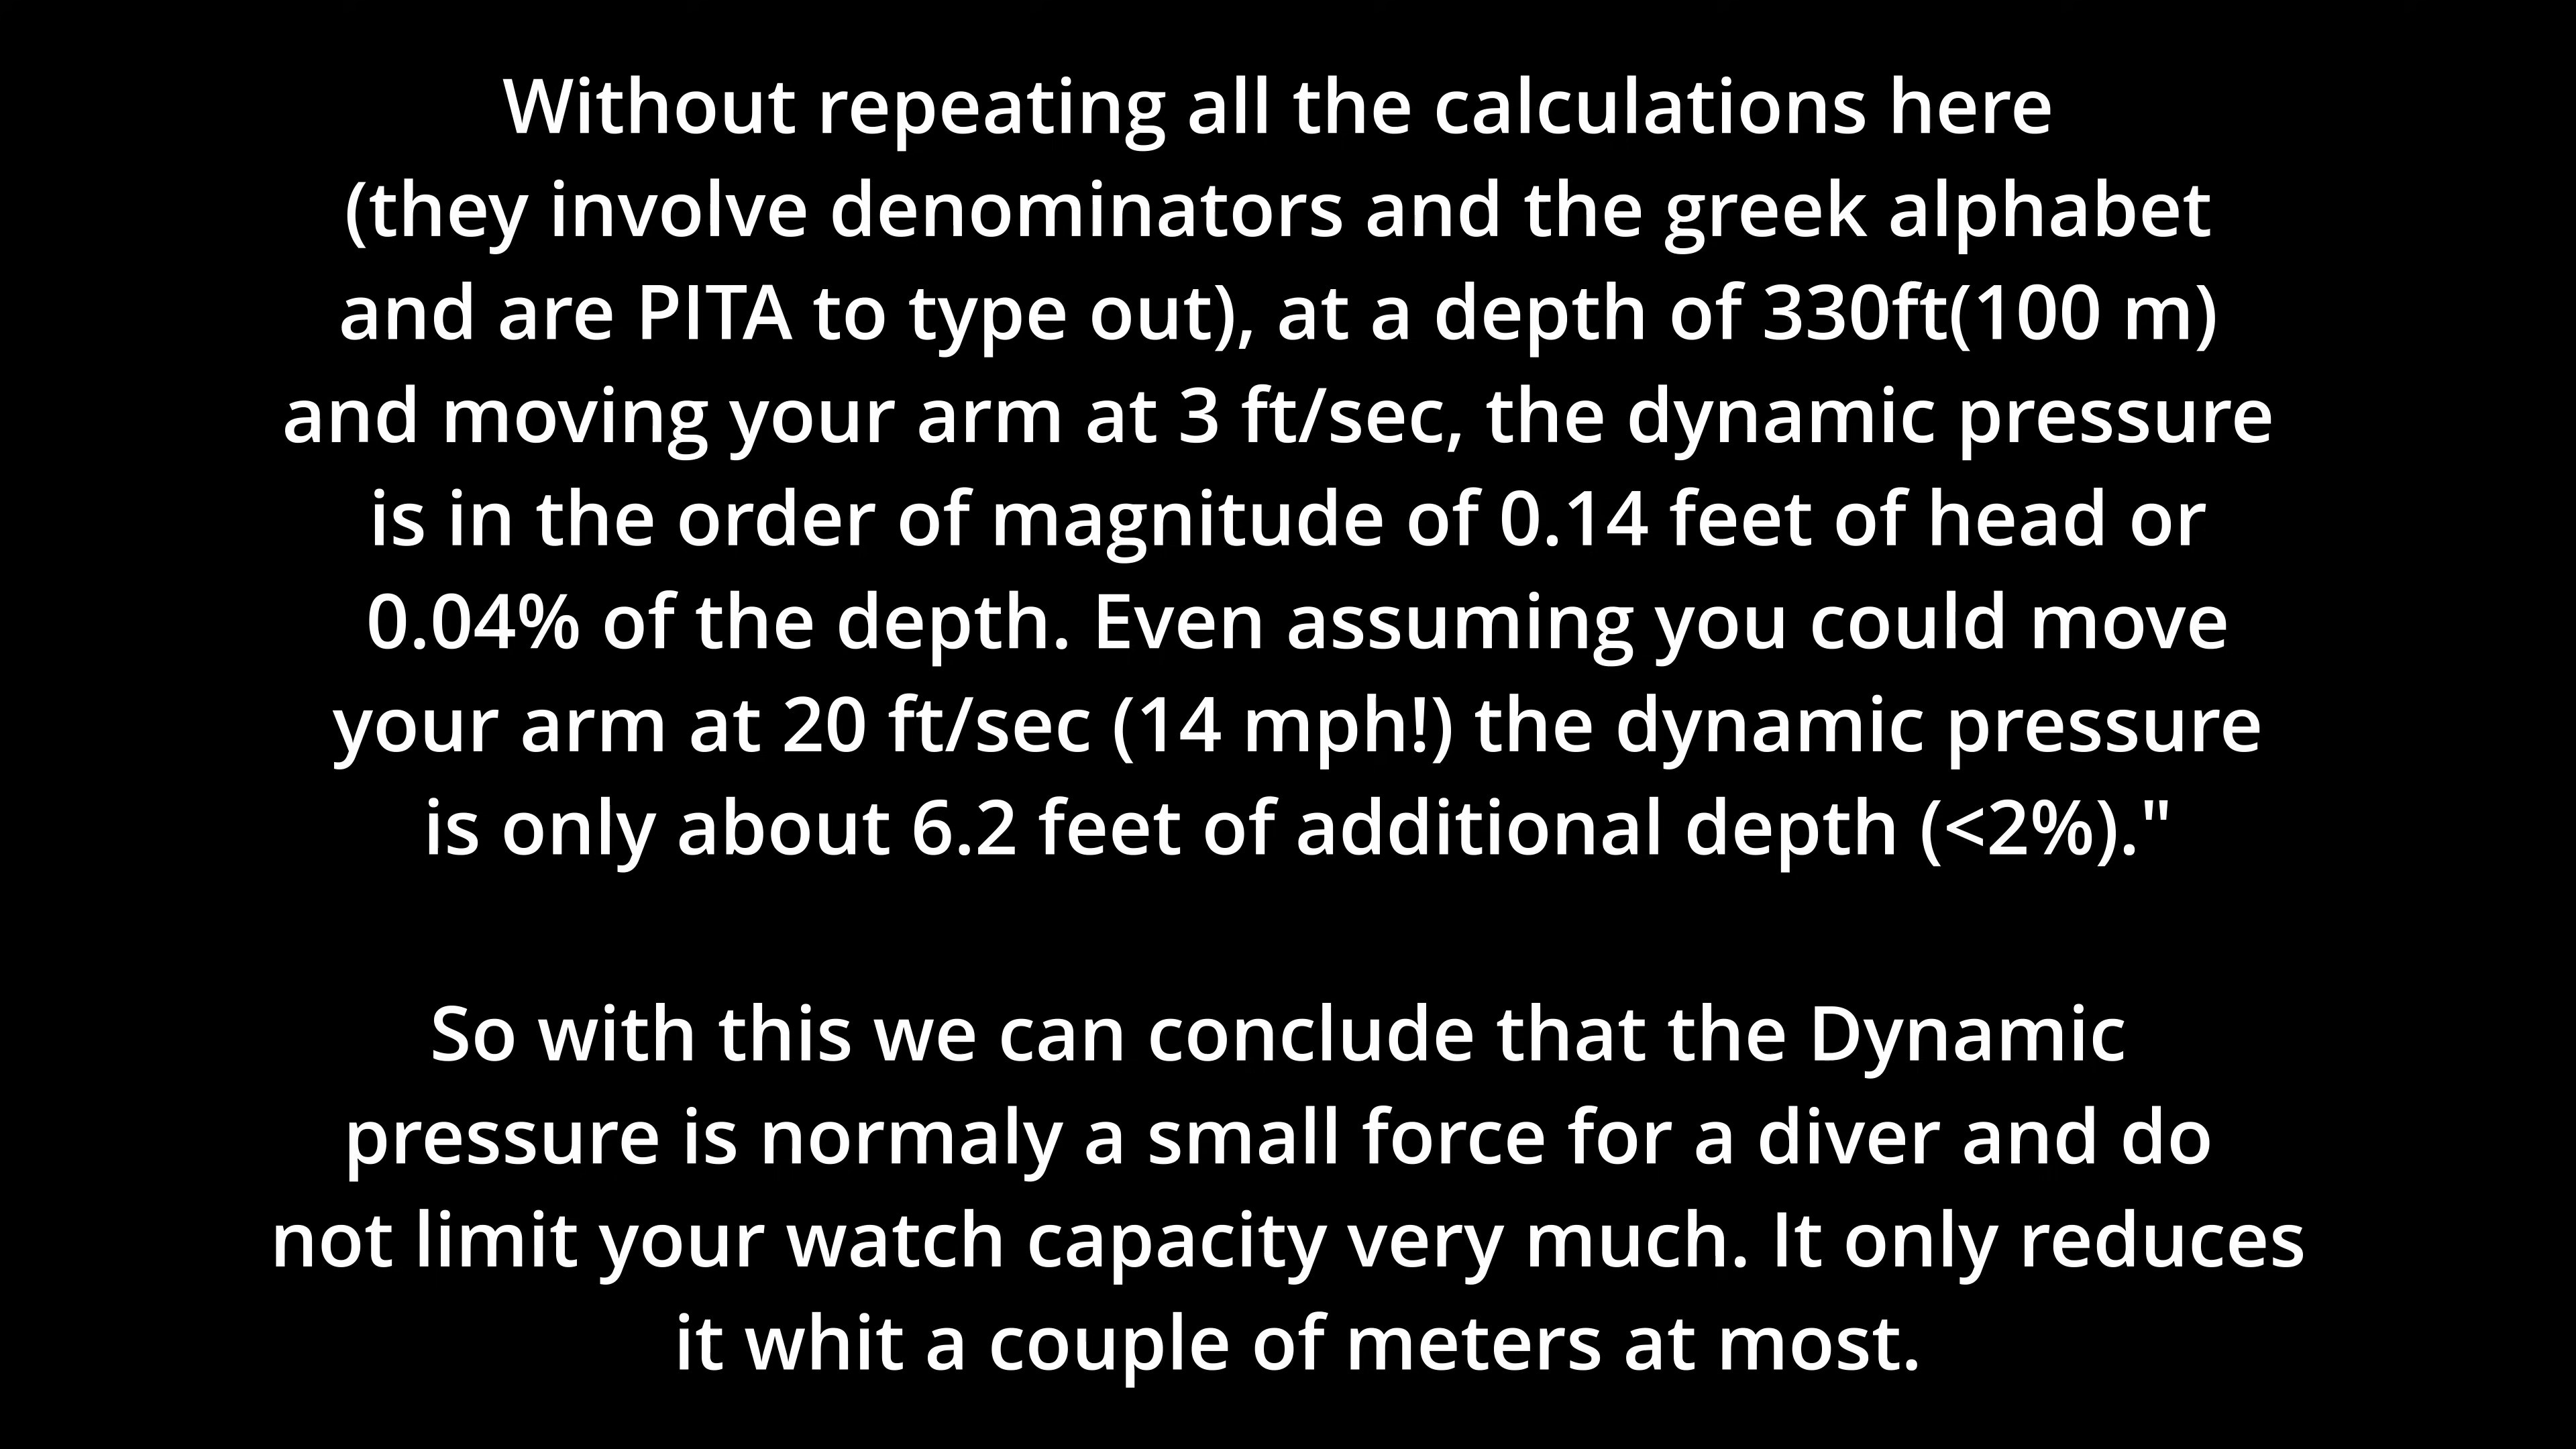 Without repeating all the calculations here
(they involve denominators and the greek alphabet
and are PITA to type out), at a depth of 330ft(100 m)
and moving your arm at 3 ft/sec, the dynamic pressure
is in the order of magnitude of 0.14 feet of head or
0.04% of the depth. Even assuming you could move
your arm at 20 ft/sec (14 mph!) the dynamic pressure
is only about 6.2 feet of additional depth (<2%)."
So with this we can conclude that the Dynamic
pressure is normaly a small force for a diver and do
not limit your watch capacity very much. It only reduces
it whit a couple of meters at most.